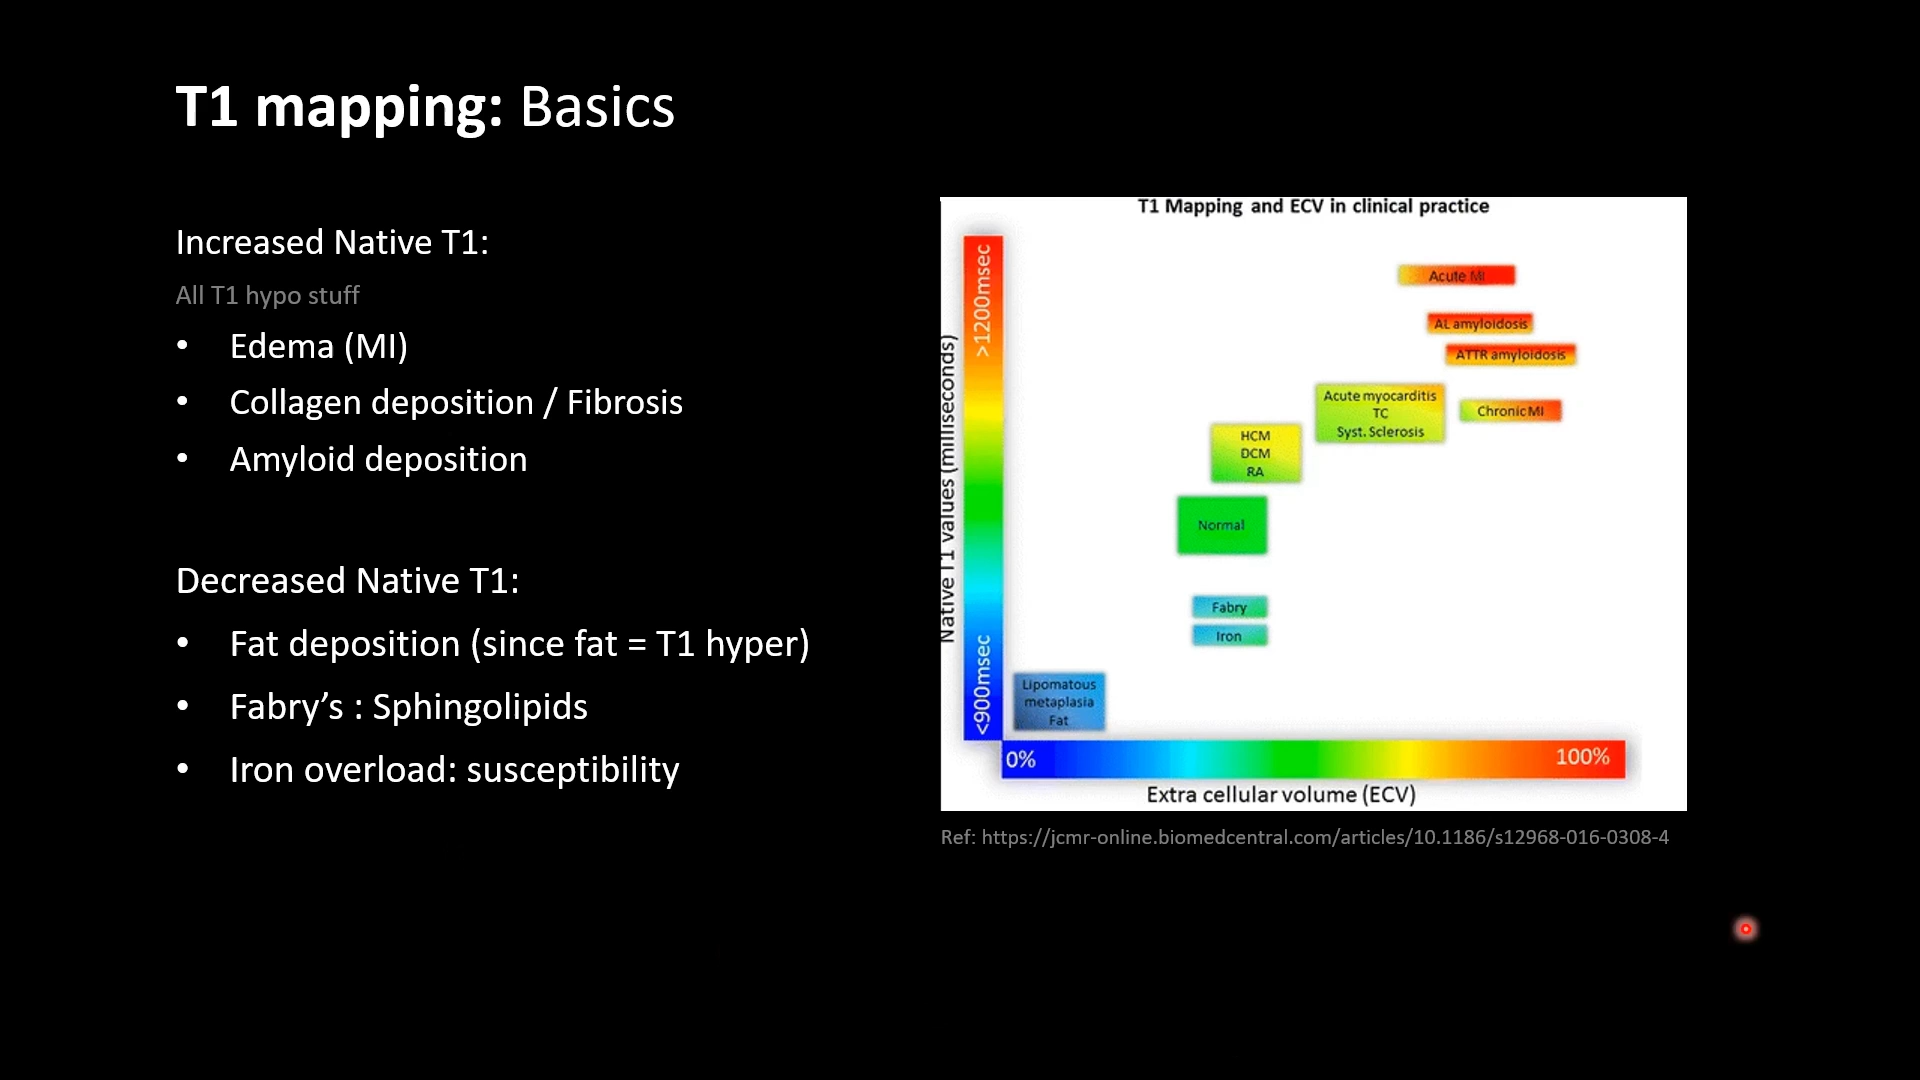 T1 mapping: Basics
Increased Native T1:
All T1 hypo stuff
• Edema (MI)
• Collagen deposition / Fibrosis
• Amyloid deposition
Decreased Native T1:
• Fat deposition (since fat = T1 hyper)
• Fabry’s : Sphingolipids
• Iron overload: susceptibility
T1 Mapping and ECV in clinical practice
Native T1 values (milliseconds)
>1200msec
<900msec
Acute MI
AL amyloidosis
ATTR amyloidosis
Acute myocarditis
TC
Syst. Sclerosis
Chronic MI
HCM
DCM
RA
Normal
Fabry
Iron
Lipomatous
metaplasia
Fat
0%
100%
Extra cellular volume (ECV)
Ref: https://jcmr-online.biomedcentral.com/articles/10.1186/s12968-016-0308-4